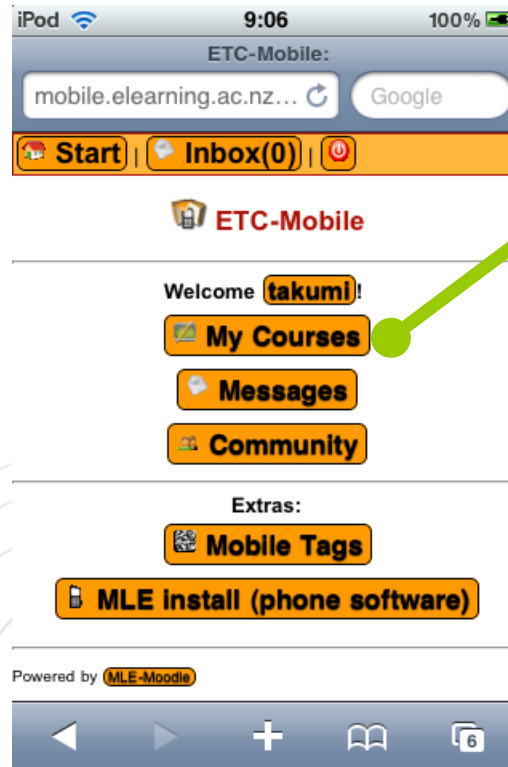 iPod 9:06 100%
ETC-Mobile:
mobile.elearning.ac.nz... Google
Start | Inbox(0) |
ETC-Mobile
Welcome takumi!
My Courses
Messages
Community
Extras:
Mobile Tags
MLE install (phone software)
Powered by MLE-Moodle
6